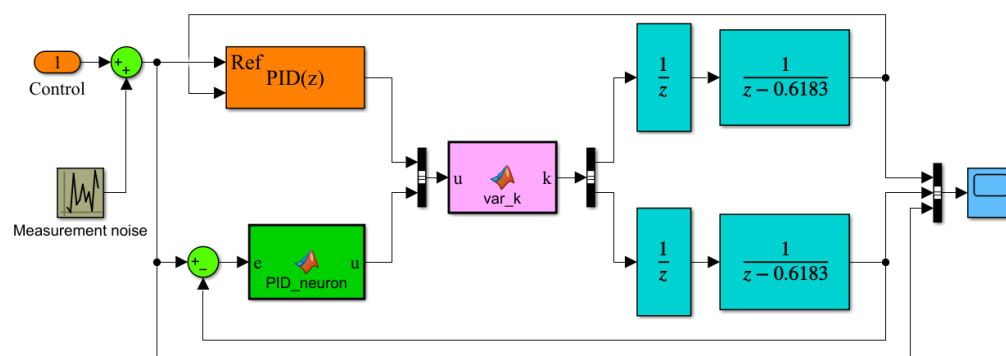 1
Control
+
+
Measurement noise
Ref
PID(z)
+
−
e
u
PID_neuron
u
k
var_k
1
z
1
z − 0.6183
1
z
1
z − 0.6183